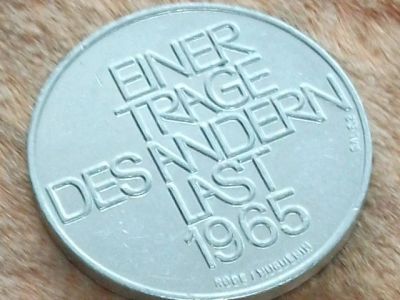 EINER
TRAGE
DES ANDERN
LAST
1965